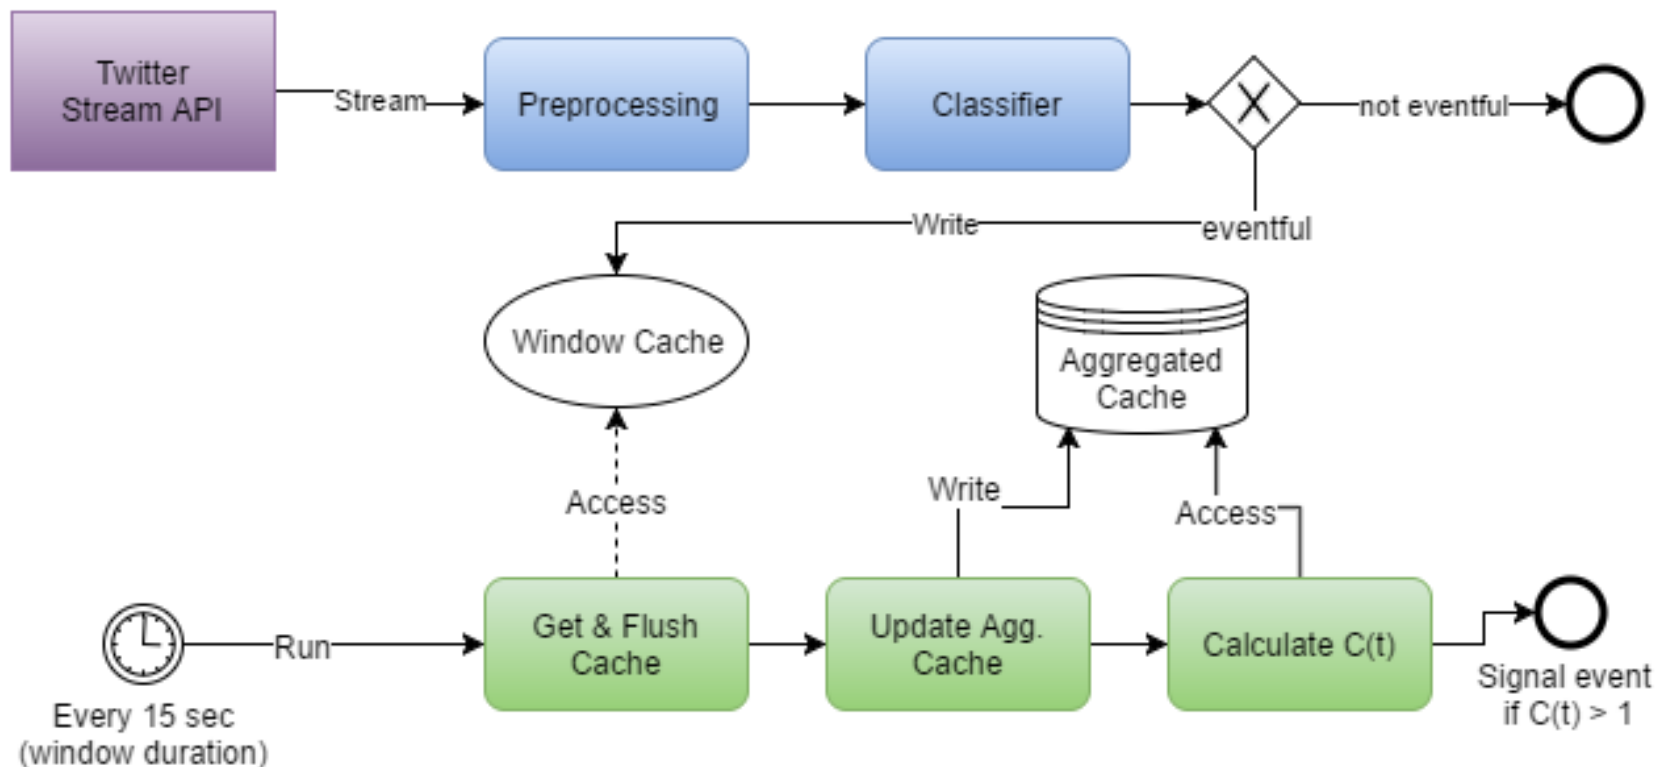 Twitter
Stream API
Stream
Preprocessing
Classifier
X
not eventful
Write
eventful
Window Cache
Aggregated
Cache
Access
Write
Access
Run
Get & Flush
Cache
Update Agg.
Cache
Calculate C(t)
Every 15 sec
(window duration)
Signal event
if C(t) > 1